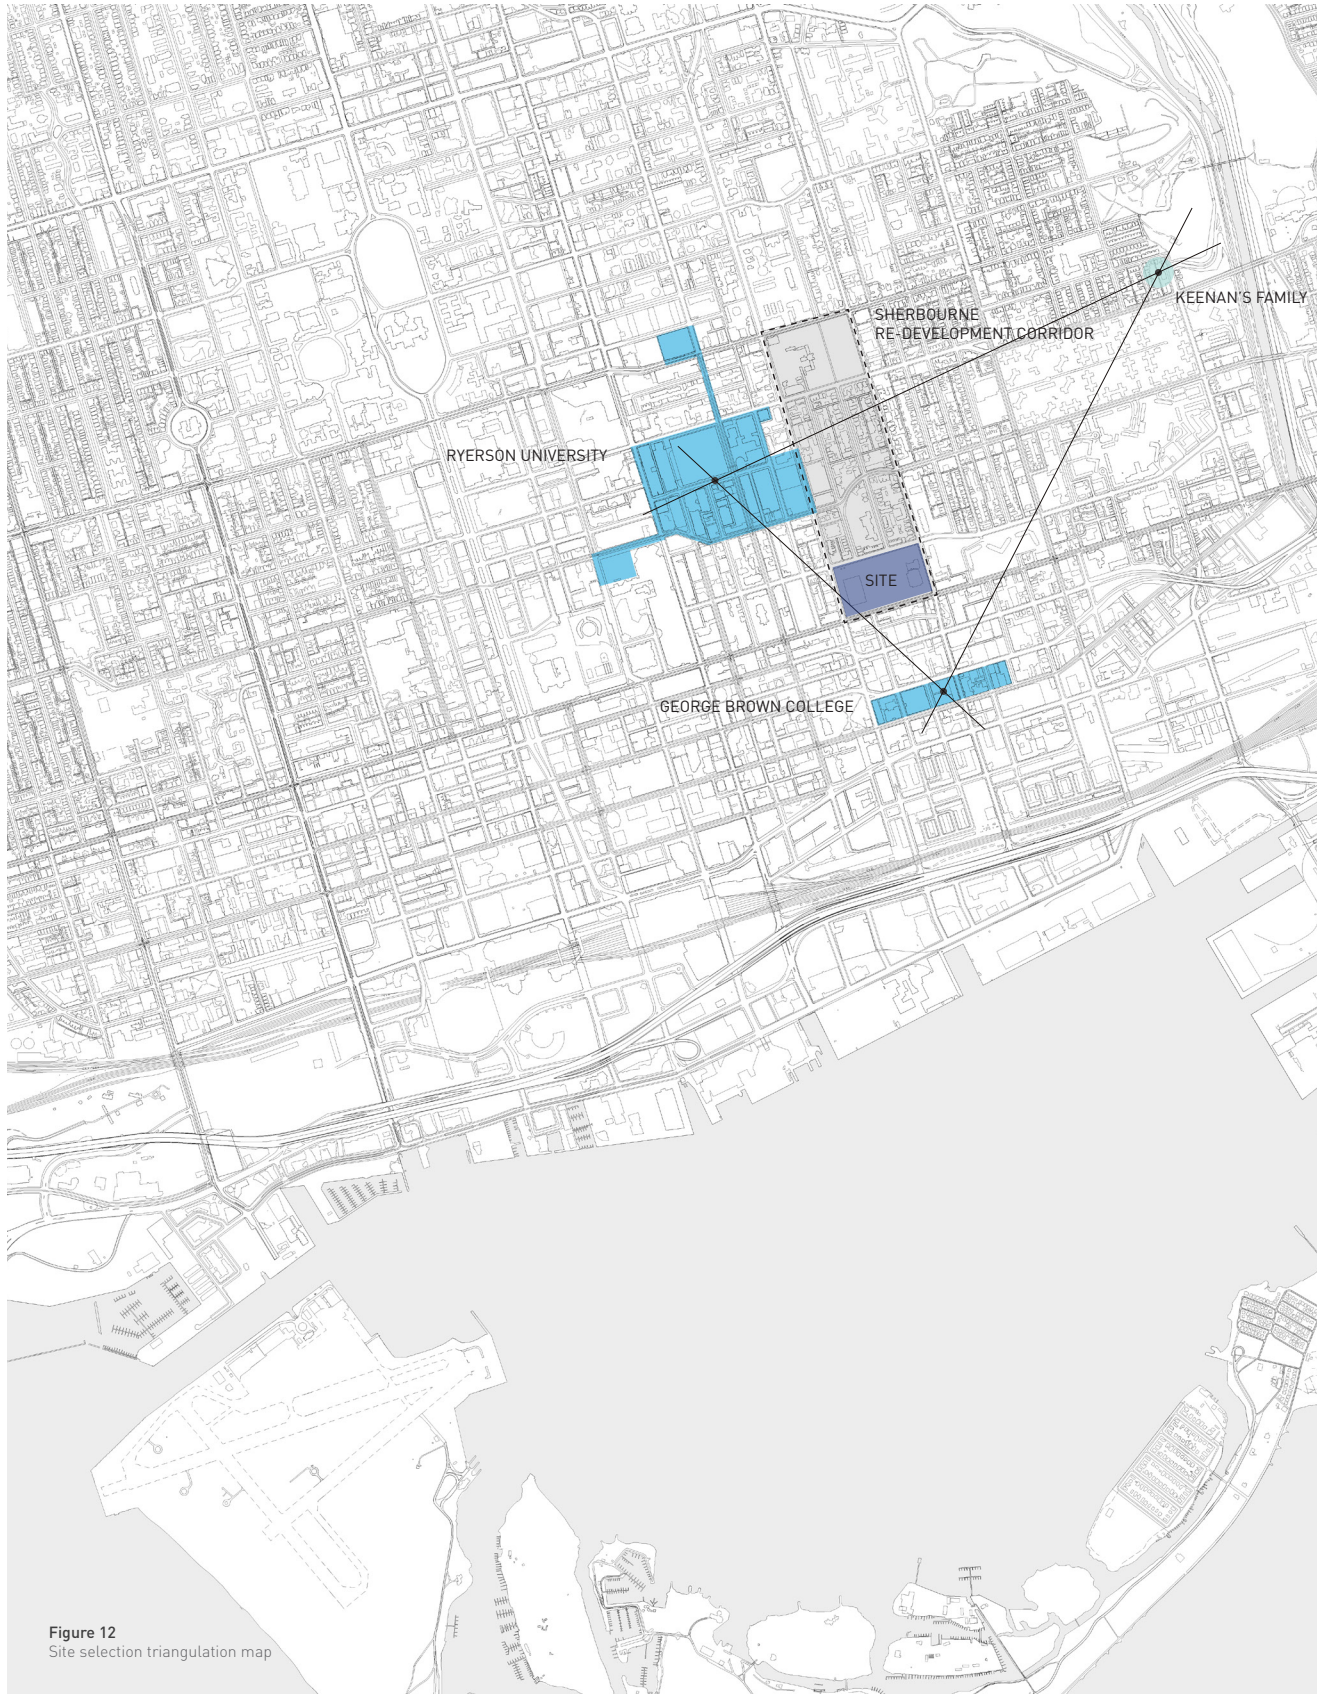 KEENAN'S FAMILY
SHERBOURNE
RE-DEVELOPMENT CORRIDOR
RYERSON UNIVERSITY
SITE
GEORGE BROWN COLLEGE
Figure 12
Site selection triangulation map